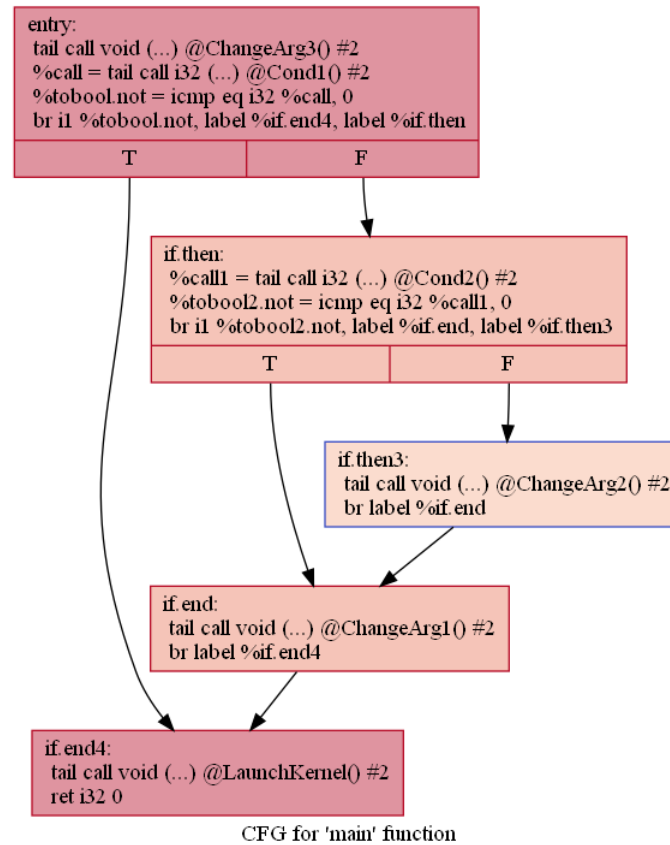 entry:
tail call void (...) @ChangeArg3() #2
%call = tail call i32 (...) @Cond1() #2
%tobool.not = icmp eq i32 %call, 0
br i1 %tobool.not, label %if.end4, label %if.then
T F
if.then:
%call1 = tail call i32 (...) @Cond2() #2
%tobool2.not = icmp eq i32 %call1, 0
br i1 %tobool2.not, label %if.end, label %if.then3
T F
if.then3:
tail call void (...) @ChangeArg2() #2
br label %if.end
if.end:
tail call void (...) @ChangeArg1() #2
br label %if.end4
if.end4:
tail call void (...) @LaunchKernel() #2
ret i32 0
CFG for 'main' function